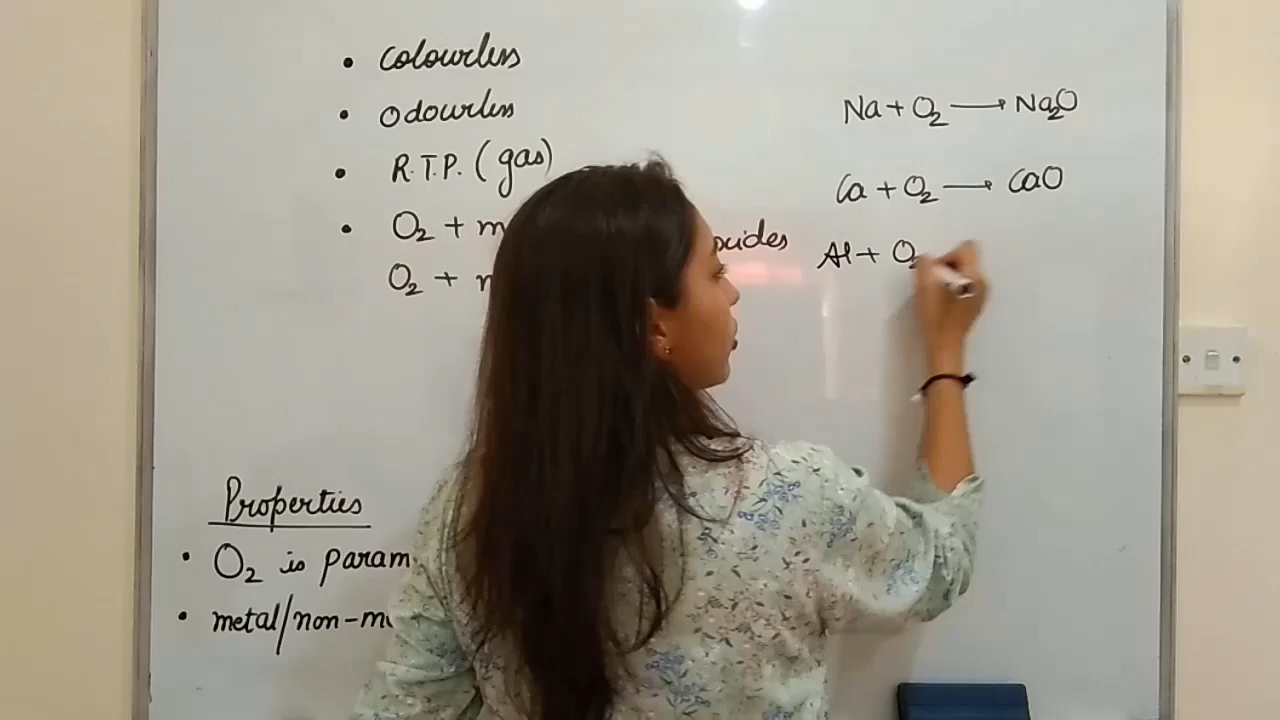 • Colourless
• Odourless
• R.T.P. (gas)
• O₂ + oxides
O₂ +
Na + O₂ → Na₂O
Ca + O₂ → CaO
Al + O₂
Properties
• O₂ is param
• metal/non-m